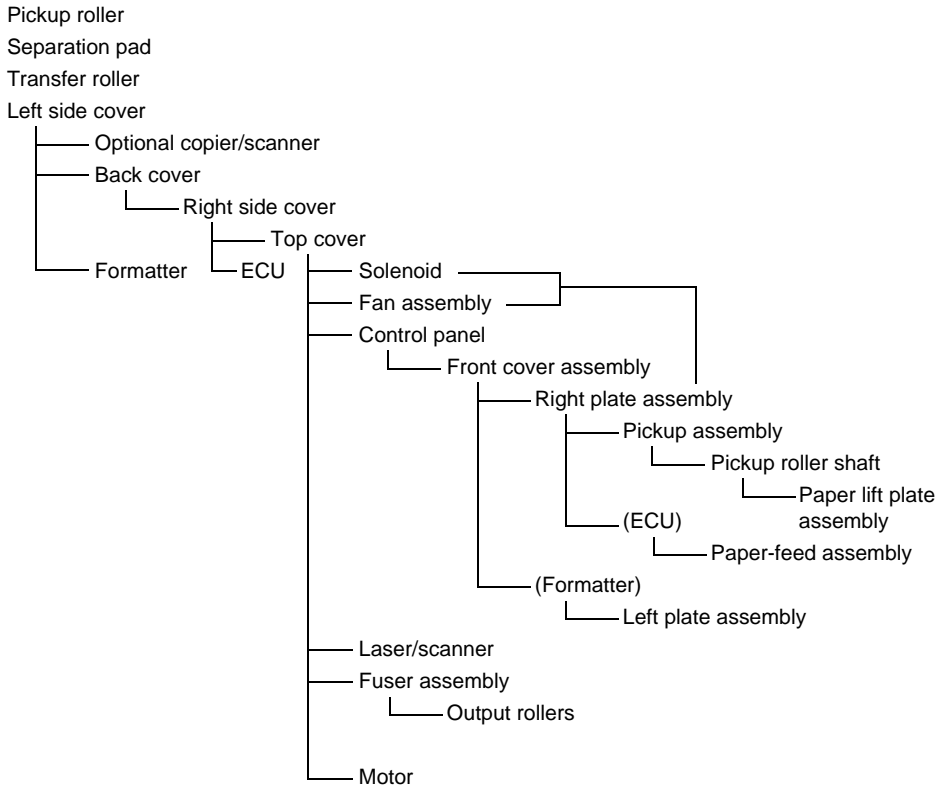 Pickup roller
Separation pad
Transfer roller
Left side cover
Optional copier/scanner
Back cover
Right side cover
Top cover
Formatter
ECU
Solenoid
Fan assembly
Control panel
Front cover assembly
Right plate assembly
Pickup assembly
Pickup roller shaft
Paper lift plate
assembly
(ECU)
Paper-feed assembly
(Formatter)
Left plate assembly
Laser/scanner
Fuser assembly
Output rollers
Motor